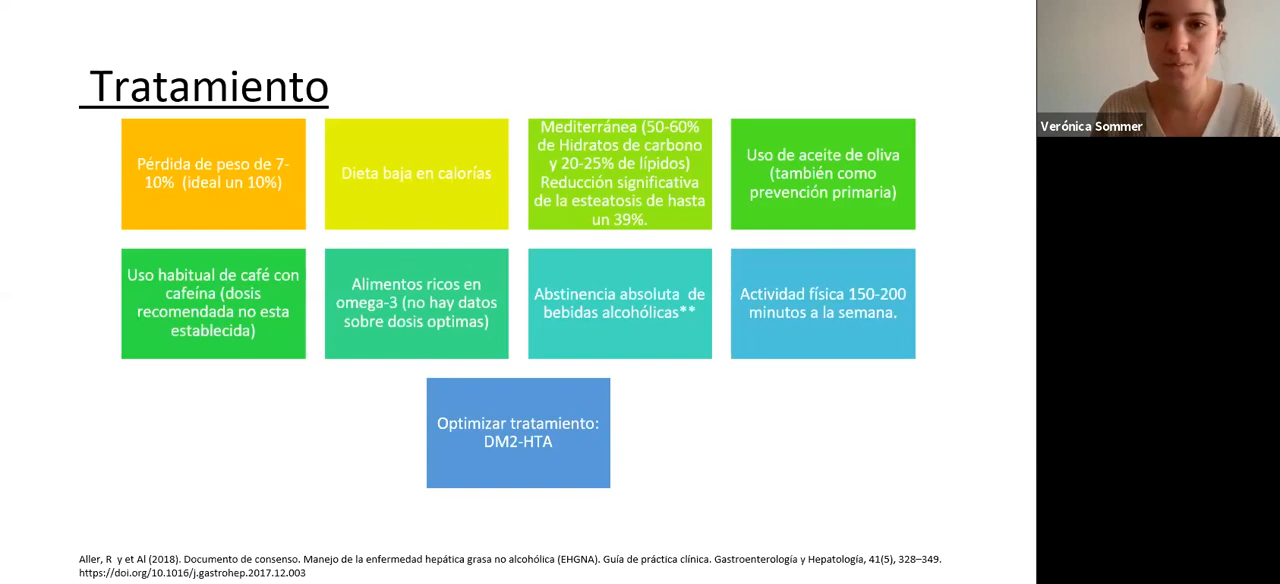 Tratamiento
Pérdida de peso de 7-
10% (ideal un 10%)
Dieta baja en calorías
Mediterránea (50-60%
de Hidratos de carbono
y 20-25% de lípidos)
Reducción significativa
de la esteatosis de hasta
un 39%.
Uso de aceite de oliva
(también como
prevención primaria)
Uso habitual de café con
cafeína (dosis
recomendada no esta
establecida)
Alimentos ricos en
omega-3 (no hay datos
sobre dosis optimas)
Abstinencia absoluta de
bebidas alcohólicas**
Actividad física 150-200
minutos a la semana.
Optimizar tratamiento:
DM2-HTA
Aller, R y et Al (2018). Documento de consenso. Manejo de la enfermedad hepática grasa no alcohólica (EHGNA). Guía de práctica clínica. Gastroenterología y Hepatología, 41(5), 328–349.
https://doi.org/10.1016/j.gastrohep.2017.12.003
Verónica Sommer